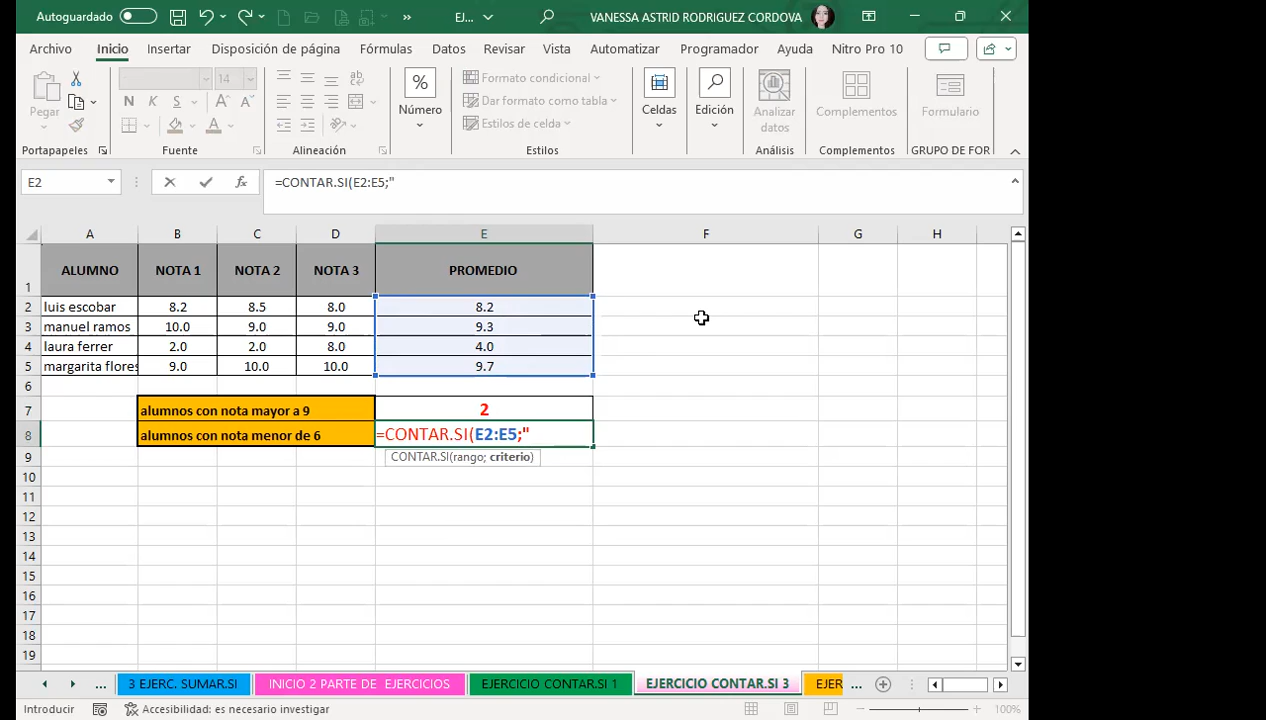 Autoguardado EJ... VANESSA ASTRID RODRIGUEZ CORDOVA
Archivo Inicio Insertar Disposición de página Fórmulas Datos Revisar Vista Automatizar Programador Ayuda Nitro Pro 10
Pegar
Portapapeles
14
N K S
Fuente
ab
Alineación
%
Número
Formato condicional
Dar formato como tabla
Estilos de celda
Estilos
Celdas
Edición
Analizar datos
Análisis
Complementos
Complementos
Formulario
GRUPO DE FOR
E2 fx =CONTAR.SI(E2:E5;"
A B C D E F G H
1 ALUMNO NOTA 1 NOTA 2 NOTA 3 PROMEDIO
2 luis escobar 8.2 8.5 8.0 8.2
3 manuel ramos 10.0 9.0 9.0 9.3
4 laura ferrer 2.0 2.0 8.0 4.0
5 margarita flores 9.0 10.0 10.0 9.7
6
7 alumnos con nota mayor a 9 2
8 alumnos con nota menor de 6 =CONTAR.SI(E2:E5;"
9 CONTAR.SI(rango; criterio)
10
11
12
13
14
15
16
17
18
19
... 3 EJERC. SUMAR.SI INICIO 2 PARTE DE EJERCICIOS EJERCICIO CONTAR.SI 1 EJERCICIO CONTAR.SI 3 EJER ...
Introducir Accesibilidad: es necesario investigar 100%